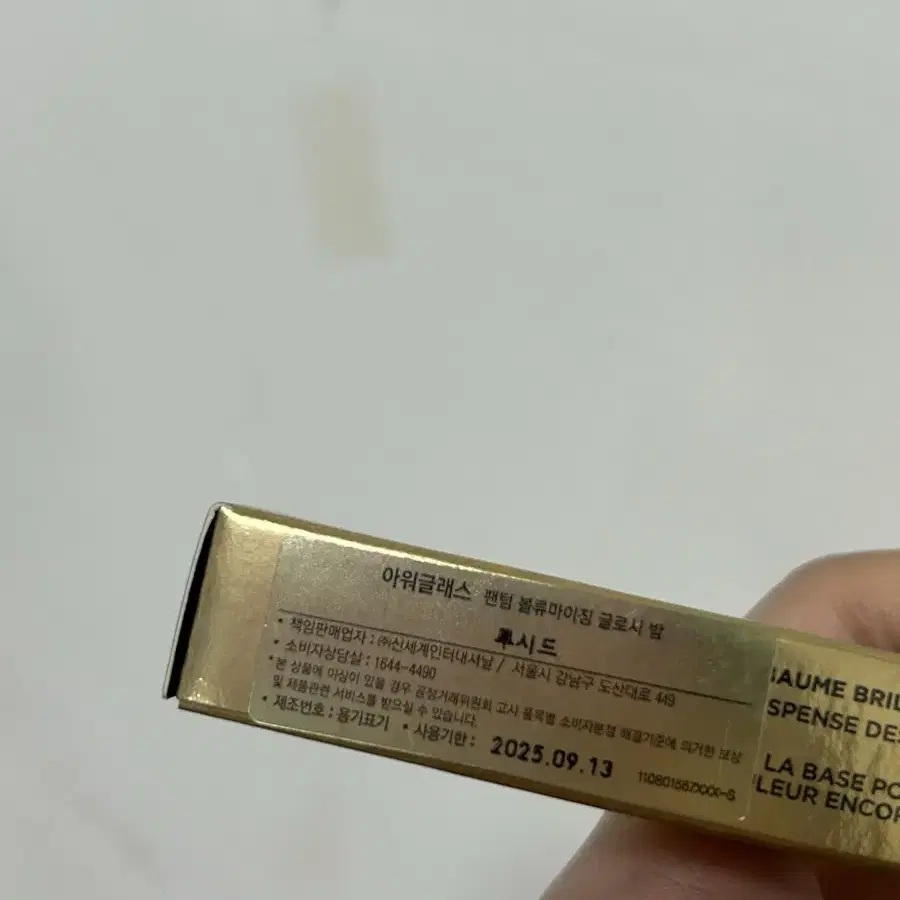 아워글래스 팬텀 볼류마이징 글로시 밤
루시드
* 책임판매업자 : ㈜신세계인터내셔날 / 서울시 강남구 도산대로 449
* 소비자상담실 : 1644-4490
* 본 상품에 이상이 있을 경우 공정거래위원회 고시 품목별 소비자분쟁 해결기준에 의거한 보상
및 제품관련 서비스를 받으실 수 있습니다.
* 제조번호 : 용기표기 * 사용기한 : 2025.09.13
BAUME BRIL
SPENSE DES
LA BASE PO
LEUR ENCOR